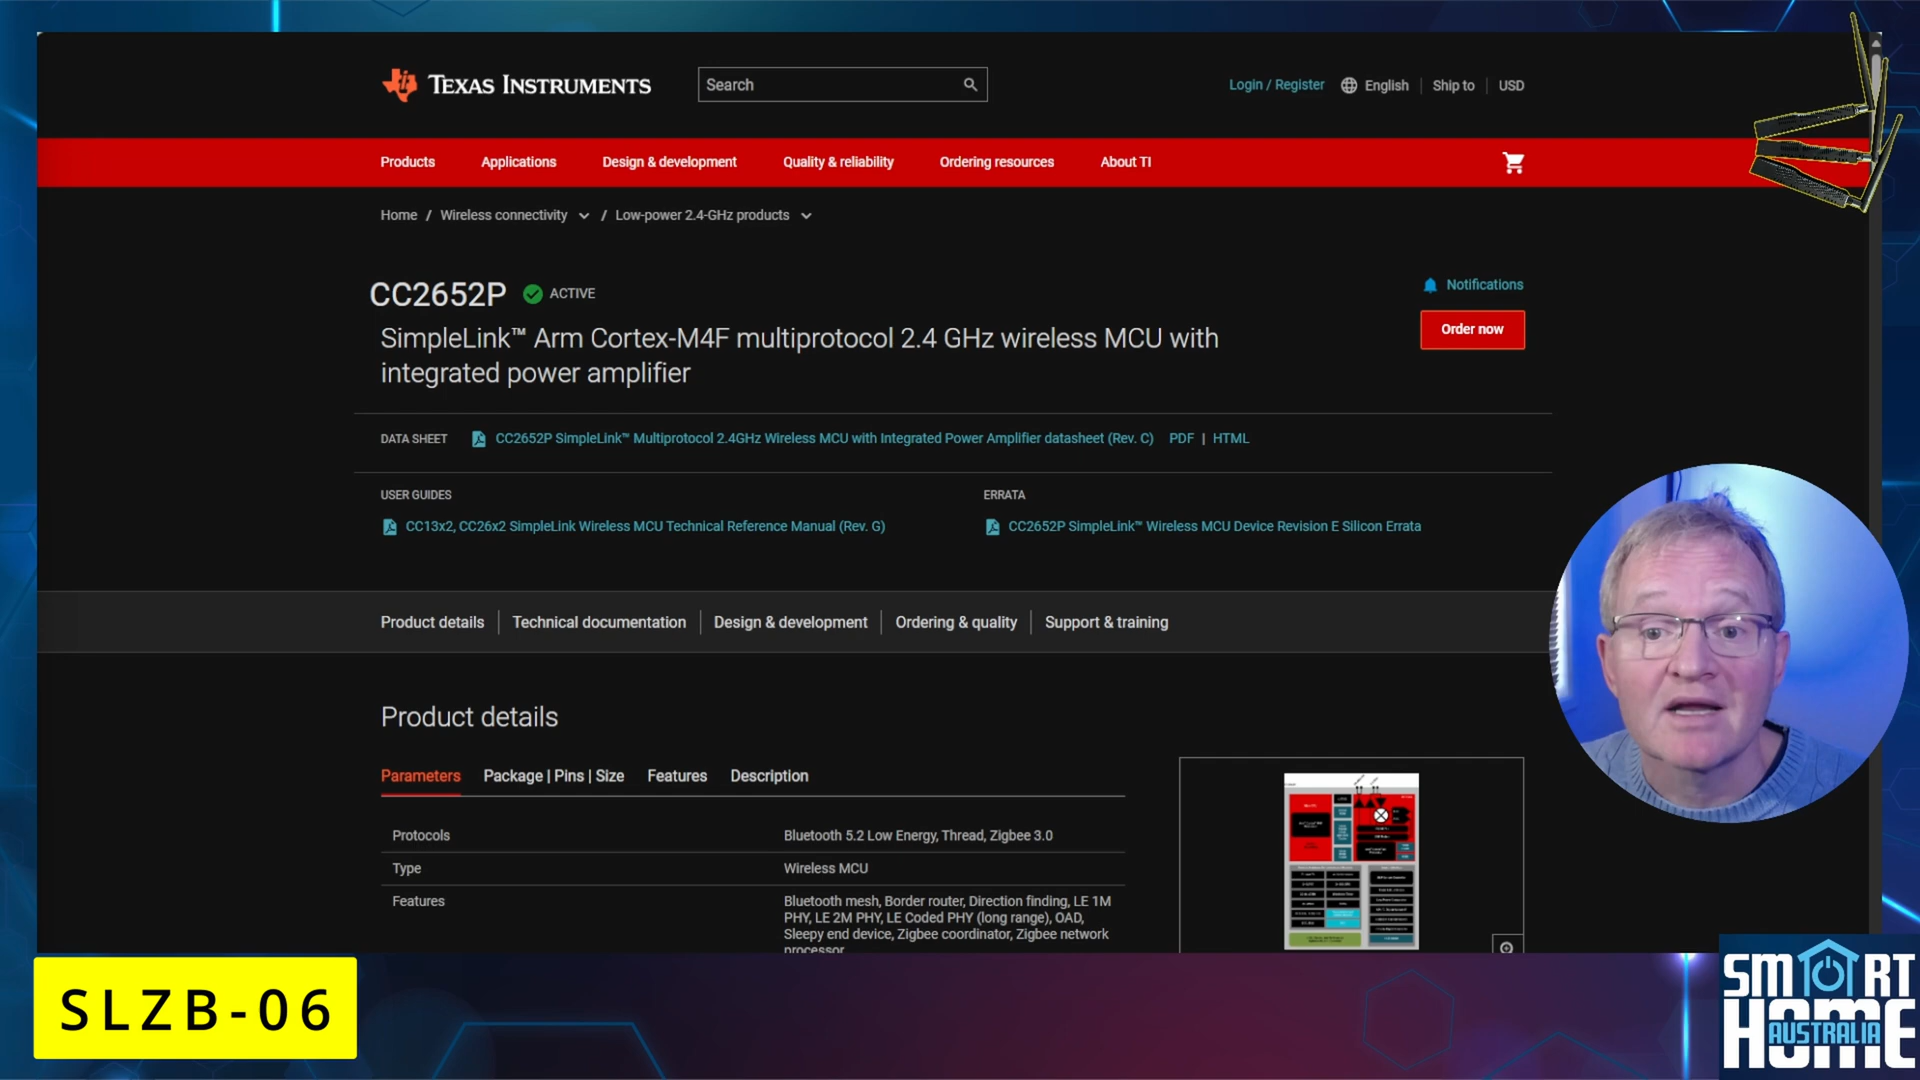 TEXAS INSTRUMENTS
Search
Login / Register
English
Ship to
USD
Products
Applications
Design & development
Quality & reliability
Ordering resources
About TI
Home / Wireless connectivity / Low-power 2.4-GHz products
CC2652P
ACTIVE
Notifications
SimpleLink™ Arm Cortex-M4F multiprotocol 2.4 GHz wireless MCU with
integrated power amplifier
Order now
DATA SHEET
CC2652P SimpleLink™ Multiprotocol 2.4GHz Wireless MCU with Integrated Power Amplifier datasheet (Rev. C)
PDF | HTML
USER GUIDES
ERRATA
CC13x2, CC26x2 SimpleLink Wireless MCU Technical Reference Manual (Rev. G)
CC2652P SimpleLink™ Wireless MCU Device Revision E Silicon Errata
Product details
Technical documentation
Design & development
Ordering & quality
Support & training
Product details
Parameters
Package | Pins | Size
Features
Description
Protocols
Bluetooth 5.2 Low Energy, Thread, Zigbee 3.0
Type
Wireless MCU
Features
Bluetooth mesh, Border router, Direction finding, LE 1M
PHY, LE 2M PHY, LE Coded PHY (long range), OAD,
Sleepy end device, Zigbee coordinator, Zigbee network
processor
SLZB-06
SMART
HOME
AUSTRALIA